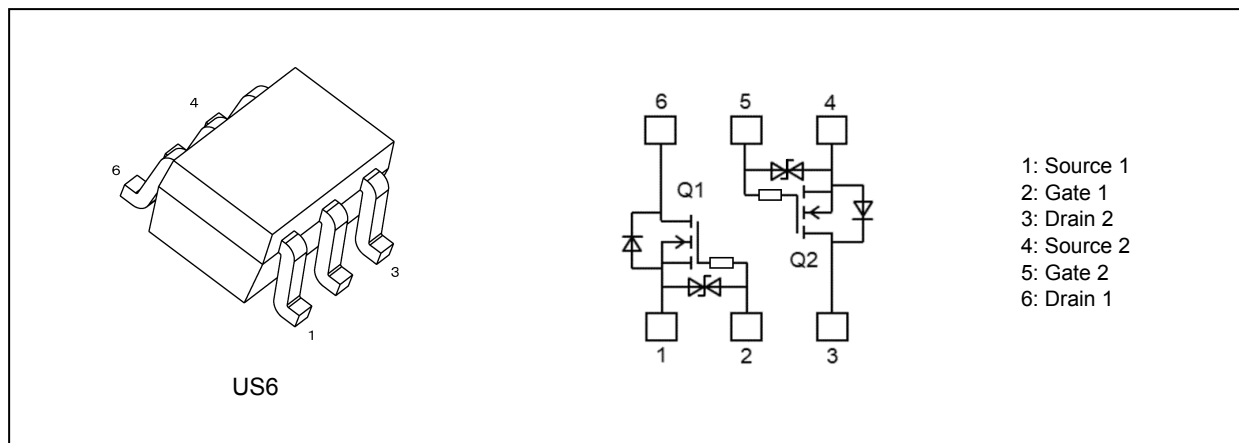 4
6
3
1
US6
6 5 4
Q1
Q2
1 2 3
1: Source 1
2: Gate 1
3: Drain 2
4: Source 2
5: Gate 2
6: Drain 1